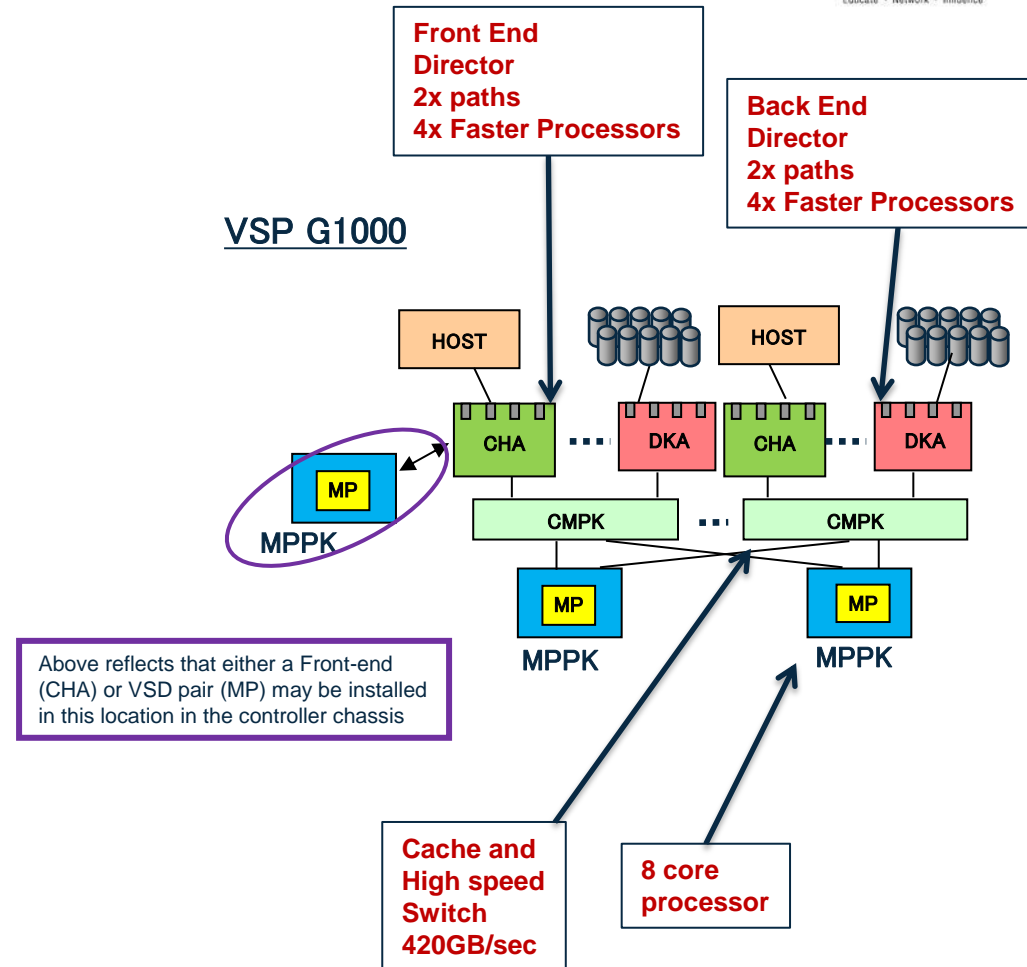 Educate · Network · Influence
Front End
Director
2x paths
4x Faster Processors
Back End
Director
2x paths
4x Faster Processors
VSP G1000
HOST
HOST
CHA
DKA
CHA
DKA
MP
MPPK
CMPK
CMPK
MP
MPPK
MP
MPPK
Above reflects that either a Front-end
(CHA) or VSD pair (MP) may be installed
in this location in the controller chassis
Cache and
High speed
Switch
420GB/sec
8 core
processor